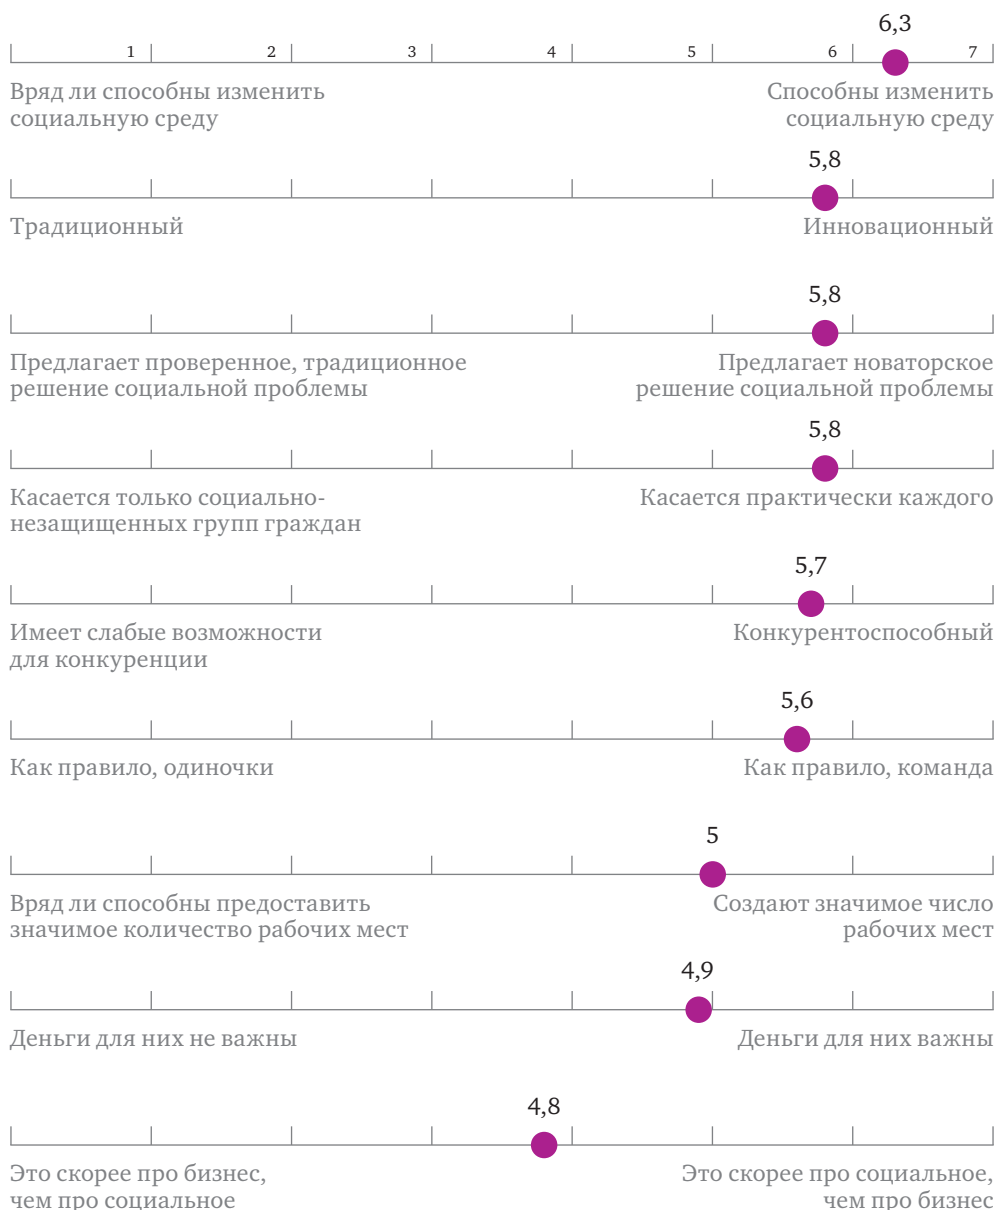 6,3
1 2 3 4 5 6 7
Вряд ли способны изменить
социальную среду
Способны изменить
социальную среду
5,8
Традиционный
Инновационный
5,8
Предлагает проверенное, традиционное
решение социальной проблемы
Предлагает новаторское
решение социальной проблемы
5,8
Касается только социально-
незащищенных групп граждан
Касается практически каждого
5,7
Имеет слабые возможности
для конкуренции
Конкурентоспособный
5,6
Как правило, одиночки
Как правило, команда
5
Вряд ли способны предоставить
значимое количество рабочих мест
Создают значимое число
рабочих мест
4,9
Деньги для них не важны
Деньги для них важны
4,8
Это скорее про бизнес,
чем про социальное
Это скорее про социальное,
чем про бизнес